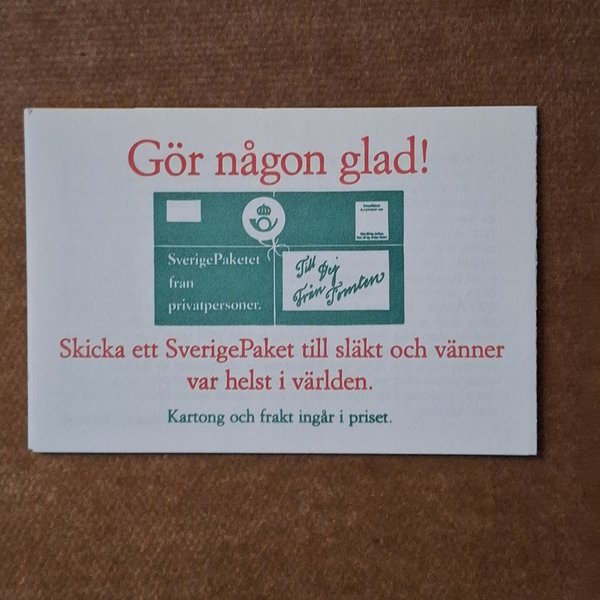 Gör någon glad!
SverigePaketet
från
privatpersoner.
Till Dej
Från Tomten
Skicka ett SverigePaket till släkt och vänner
var helst i världen.
Kartong och frakt ingår i priset.